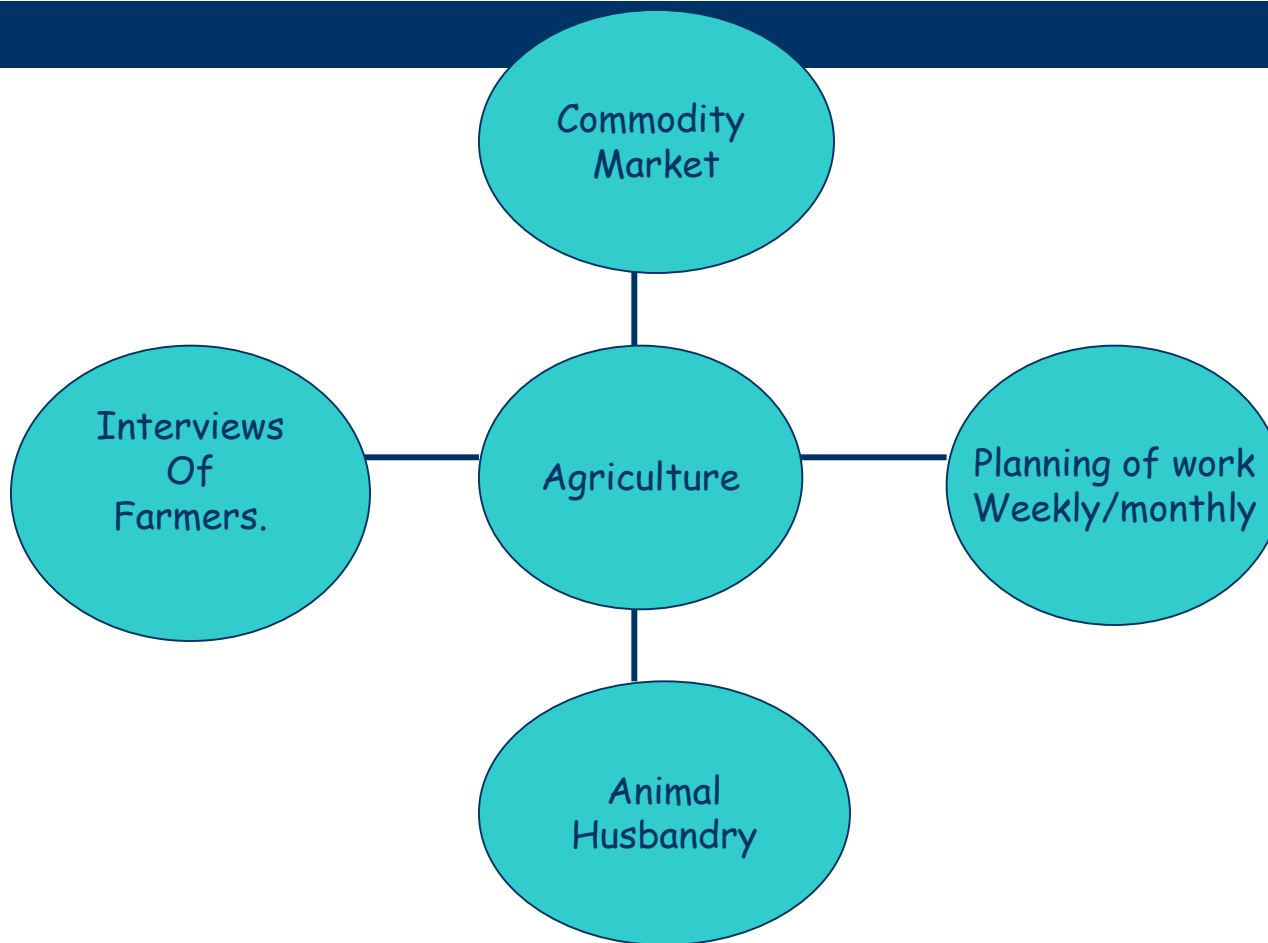 Commodity
Market
Interviews
Of
Farmers.
Agriculture
Planning of work
Weekly/monthly
Animal
Husbandry